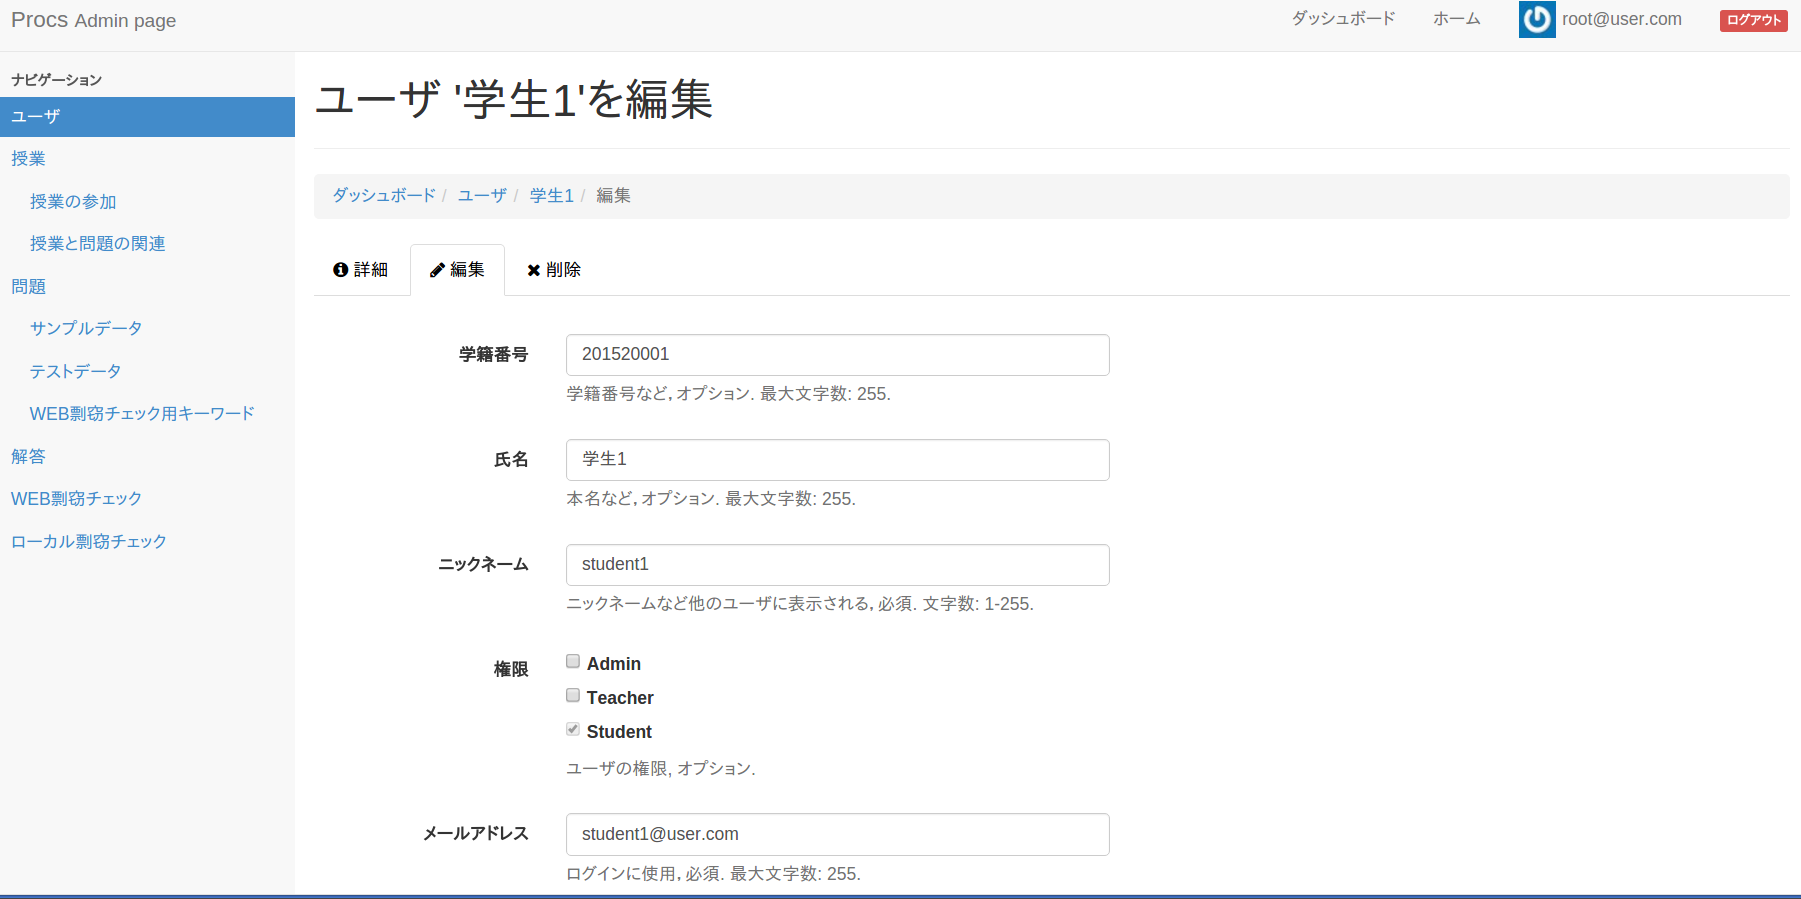 Procs Admin page
ダッシュボード ホーム root@user.com ログアウト
ナビゲーション
ユーザ
授業
授業の参加
授業と問題の関連
問題
サンプルデータ
テストデータ
WEB剽窃チェック用キーワード
解答
WEB剽窃チェック
ローカル剽窃チェック
ユーザ '学生1'を編集
ダッシュボード / ユーザ / 学生1 / 編集
詳細 編集 削除
学籍番号 201520001
学籍番号など, オプション. 最大文字数: 255.
氏名 学生1
本名など, オプション. 最大文字数: 255.
ニックネーム student1
ニックネームなど他のユーザに表示される, 必須. 文字数: 1-255.
権限 Admin
Teacher
Student
ユーザの権限, オプション.
メールアドレス student1@user.com
ログインに使用, 必須. 最大文字数: 255.